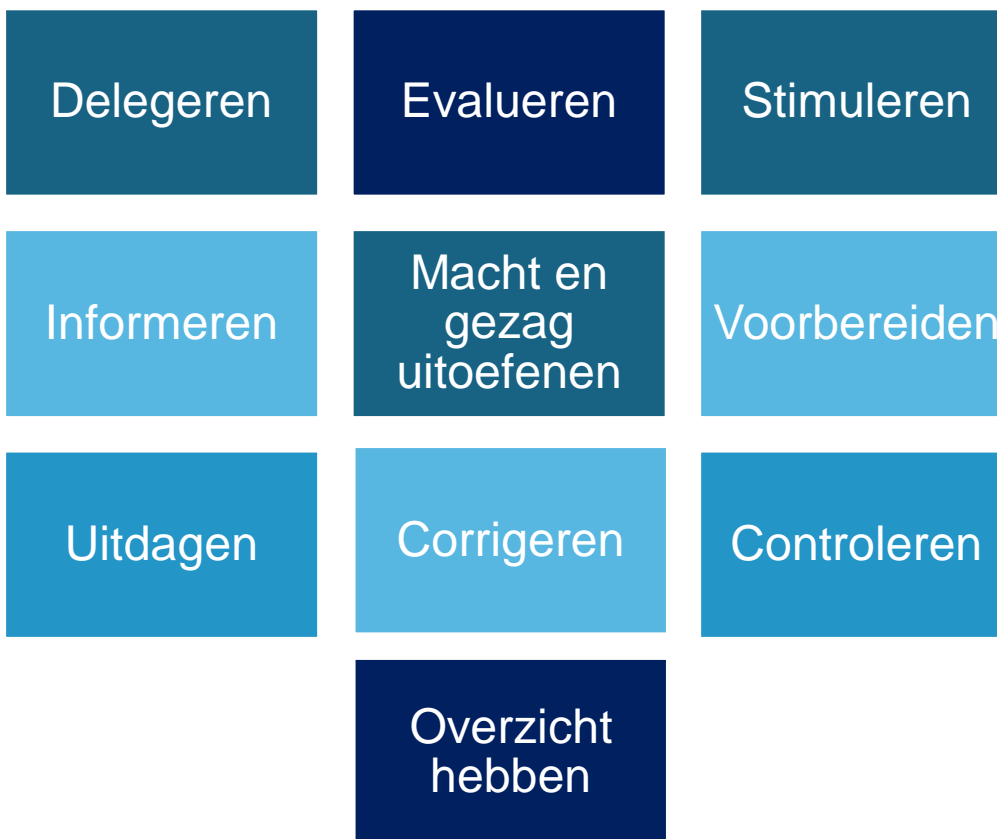 Delegeren
Evalueren
Stimuleren
Informeren
Macht en
gezag
uitoefenen
Voorbereiden
Uitdagen
Corrigeren
Controleren
Overzicht
hebben